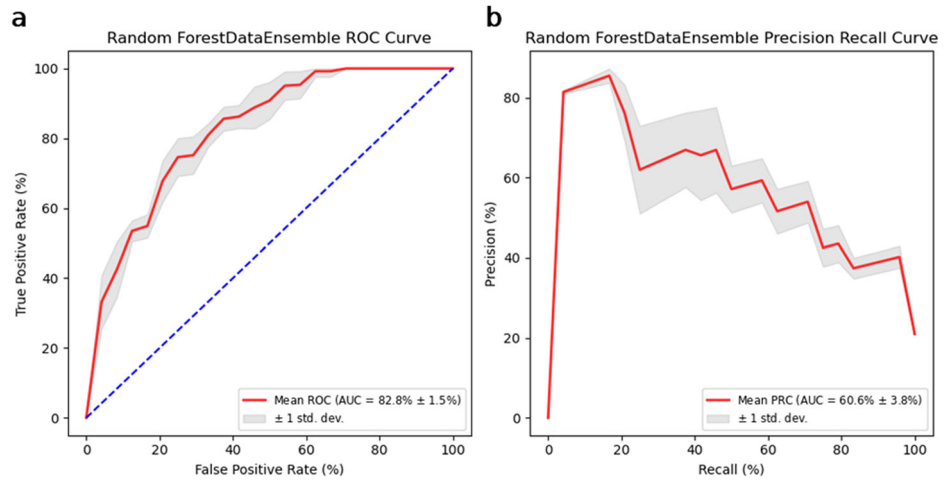 a
Random ForestDataEnsemble ROC Curve
100
80
60
40
20
0
True Positive Rate (%)
0 20 40 60 80 100
False Positive Rate (%)
Mean ROC (AUC = 82.8% ± 1.5%)
± 1 std. dev.
b
Random ForestDataEnsemble Precision Recall Curve
80
60
40
20
0
Precision (%)
0 20 40 60 80 100
Recall (%)
Mean PRC (AUC = 60.6% ± 3.8%)
± 1 std. dev.